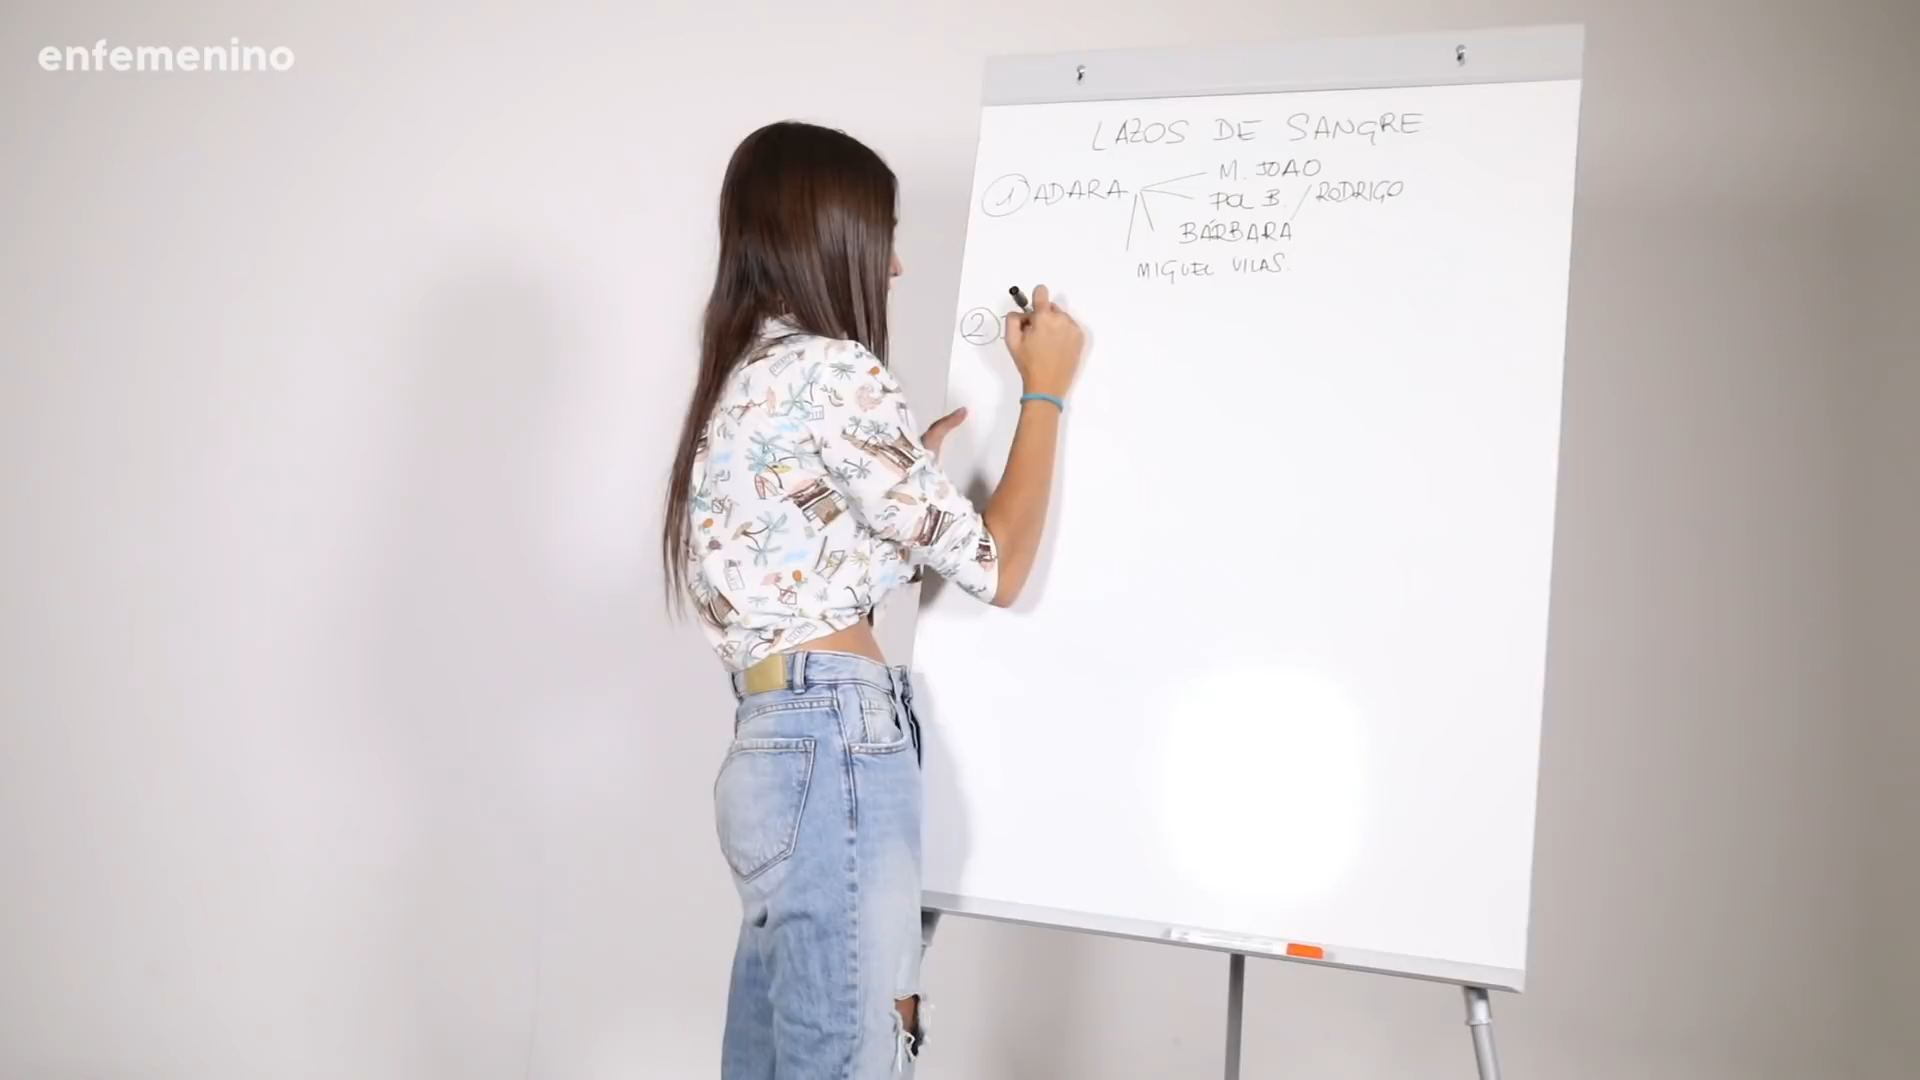 enfemenino
LAZOS DE SANGRE
1 ADARA
M. JOAO
POL B.
RODRIGO
BÁRBARA
MIGUEL VILAS.
2